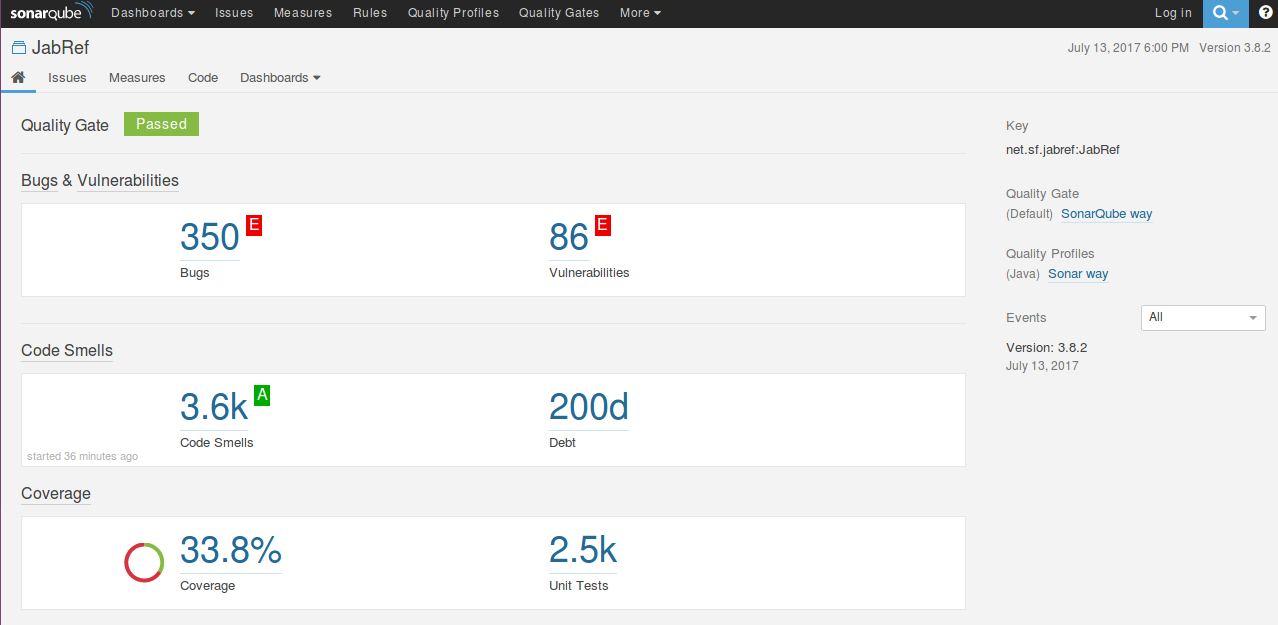 sonarqube Dashboards Issues Measures Rules Quality Profiles Quality Gates More Log in ?
JabRef July 13, 2017 6:00 PM Version 3.8.2
Issues Measures Code Dashboards
Quality Gate Passed
Bugs & Vulnerabilities
350 E 86 E
Bugs Vulnerabilities
Code Smells
3.6k A 200d
Code Smells Debt
started 36 minutes ago
Coverage
33.8% 2.5k
Coverage Unit Tests
Key
net.sf.jabref:JabRef
Quality Gate
(Default) SonarQube way
Quality Profiles
(Java) Sonar way
Events All
Version: 3.8.2
July 13, 2017